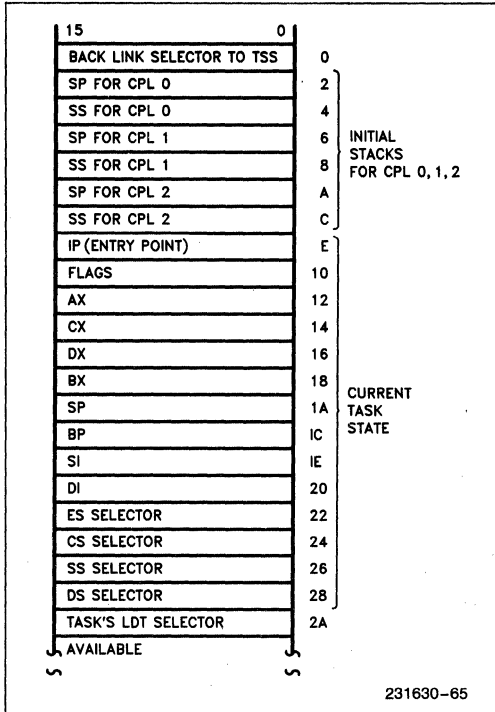 15 0
BACK LINK SELECTOR TO TSS 0
SP FOR CPL 0 2
SS FOR CPL 0 4
SP FOR CPL 1 6
SS FOR CPL 1 8
SP FOR CPL 2 A
SS FOR CPL 2 C
INITIAL
STACKS
FOR CPL 0, 1, 2
IP (ENTRY POINT) E
FLAGS 10
AX 12
CX 14
DX 16
BX 18
SP 1A
BP IC
SI IE
DI 20
ES SELECTOR 22
CS SELECTOR 24
SS SELECTOR 26
DS SELECTOR 28
CURRENT
TASK
STATE
TASK'S LDT SELECTOR 2A
AVAILABLE
231630-65